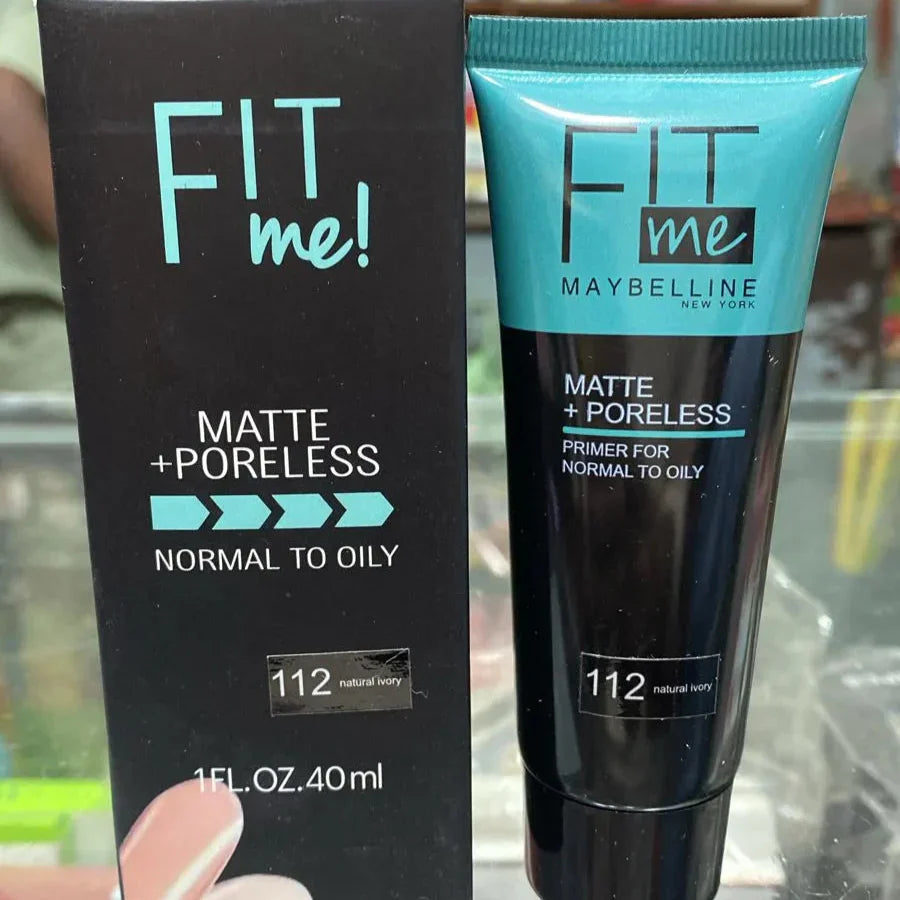 FIT
me!
MATTE
+PORELESS
NORMAL TO OILY
112 natural ivory
1FL.OZ.40ml
FIT
me
MAYBELLINE
NEW YORK
MATTE
+ PORELESS
PRIMER FOR
NORMAL TO OILY
112 natural ivory